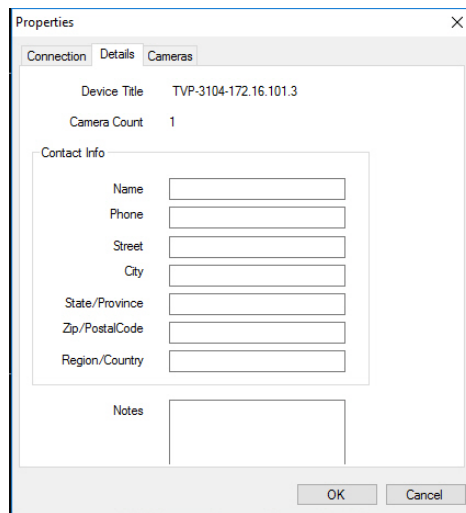 Properties
Connection Details Cameras
Device Title TVP-3104-172.16.101.3
Camera Count 1
Contact Info
Name
Phone
Street
City
State/Province
Zip/PostalCode
Region/Country
Notes
OK Cancel